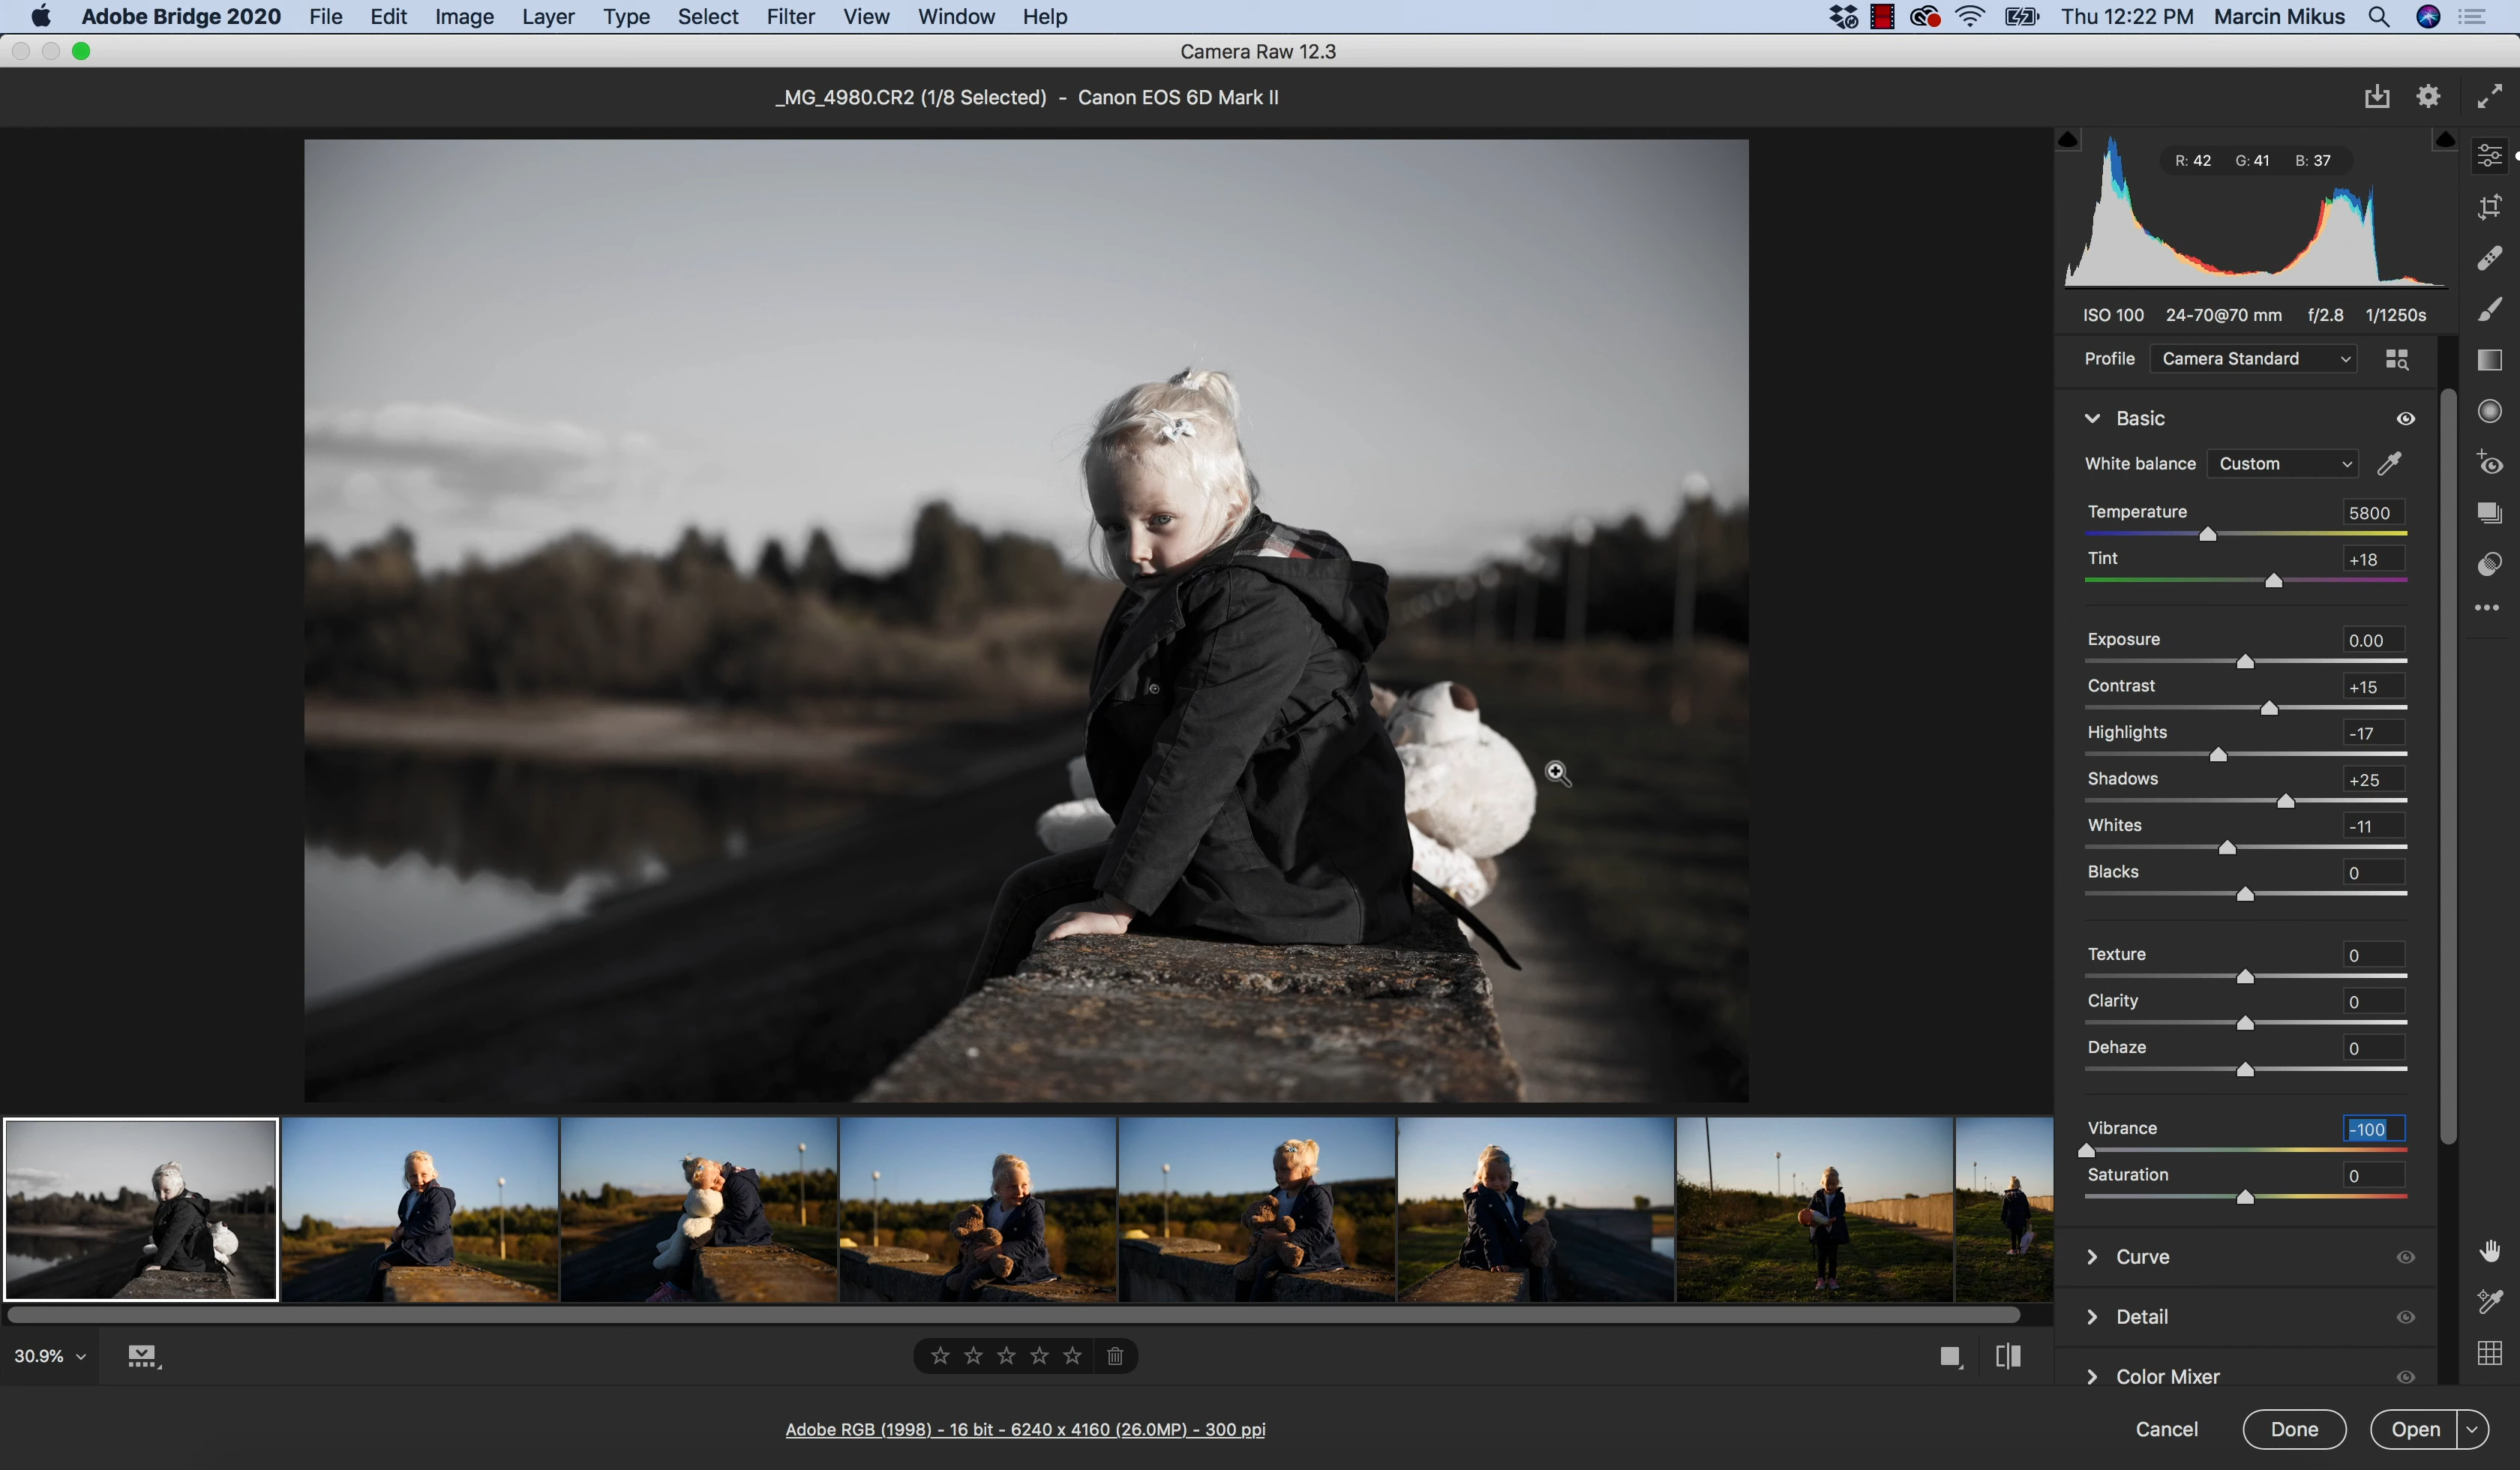 Adobe Bridge 2020 File Edit Image Layer Type Select Filter View Window Help Thu 12:22 PM Marcin Mikus
Camera Raw 12.3
_MG_4980.CR2 (1/8 Selected) - Canon EOS 6D Mark II
R: 42 G: 41 B: 37
ISO 100 24-70@70 mm f/2.8 1/1250s
Profile Camera Standard
Basic
White balance Custom
Temperature 5800
Tint +18
Exposure 0.00
Contrast +15
Highlights -17
Shadows +25
Whites -11
Blacks 0
Texture 0
Clarity 0
Dehaze 0
Vibrance -100
Saturation 0
Curve
Detail
Color Mixer
30.9%
Adobe RGB (1998) - 16 bit - 6240 x 4160 (26.0MP) - 300 ppi
Cancel Done Open